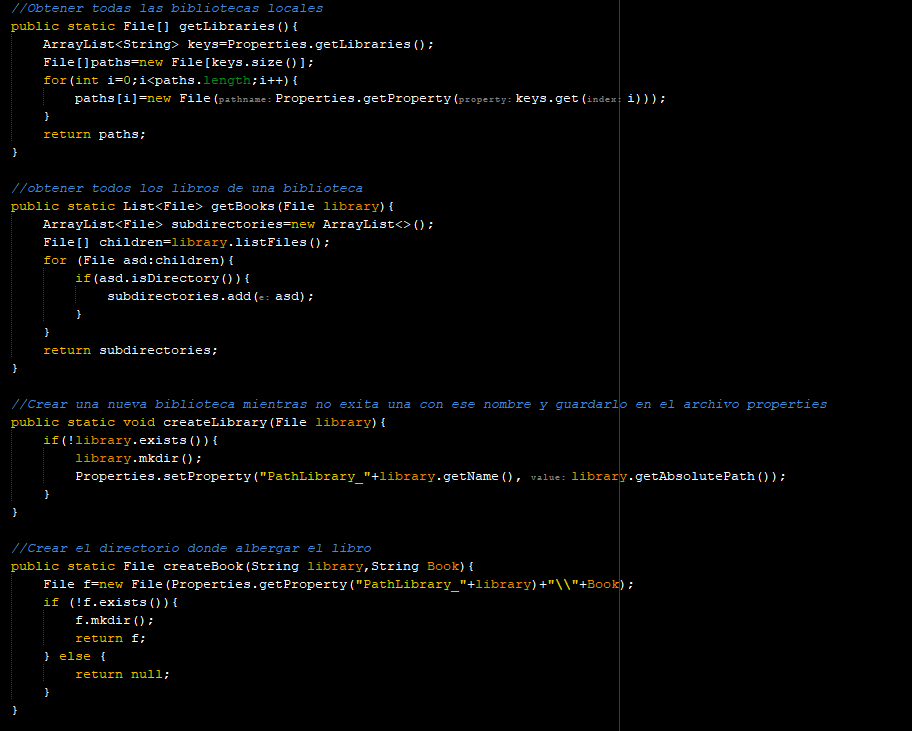 //Obtener todas las bibliotecas locales
public static File[] getLibraries(){
    ArrayList<String> keys=Properties.getLibraries();
    File[]paths=new File[keys.size()];
    for(int i=0;i<paths.length;i++){
        paths[i]=new File(pathname: Properties.getProperty(property: keys.get(index: i)));
    }
    return paths;
}

//obtener todos los libros de una biblioteca
public static List<File> getBooks(File library){
    ArrayList<File> subdirectories=new ArrayList<>();
    File[] children=library.listFiles();
    for (File asd:children){
        if(asd.isDirectory()){
            subdirectories.add(e: asd);
        }
    }
    return subdirectories;
}

//Crear una nueva biblioteca mientras no exita una con ese nombre y guardarlo en el archivo properties
public static void createLibrary(File library){
    if(!library.exists()){
        library.mkdir();
        Properties.setProperty("PathLibrary_"+library.getName(), value: library.getAbsolutePath());
    }
}

//Crear el directorio donde albergar el libro
public static File createBook(String library,String Book){
    File f=new File(Properties.getProperty("PathLibrary_"+library)+"\\"+Book);
    if (!f.exists()){
        f.mkdir();
        return f;
    } else {
        return null;
    }
}